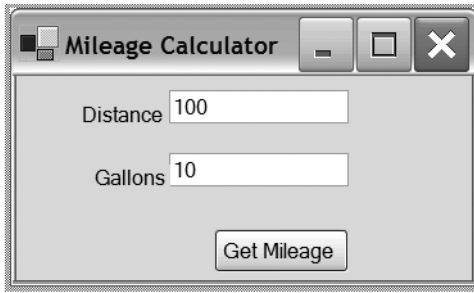 Mileage Calculator
Distance 100
Gallons 10
Get Mileage